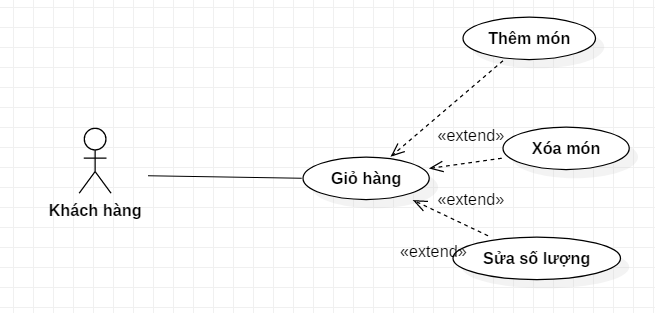 Thêm món
«extend»
Xóa món
Giỏ hàng
«extend»
Khách hàng
«extend»
Sửa số lượng